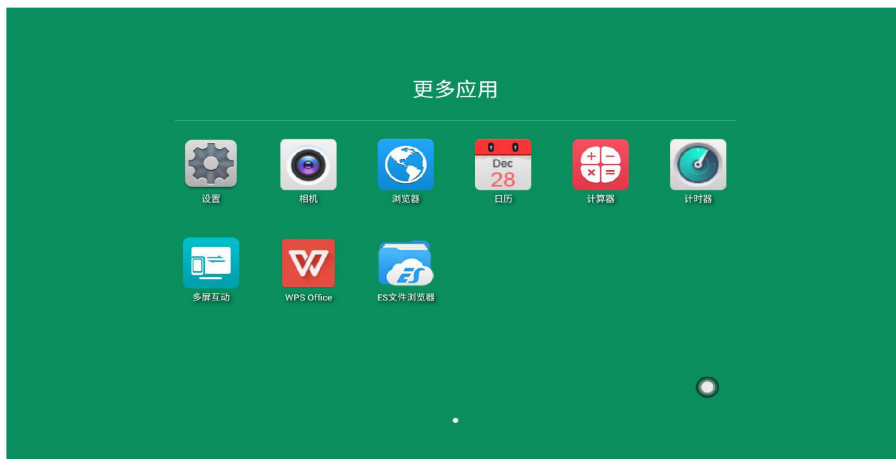 更多应用
Dec
28
设置
相机
浏览器
日历
计算器
计时器
ES
多屏互动
WPS Office
ES文件浏览器